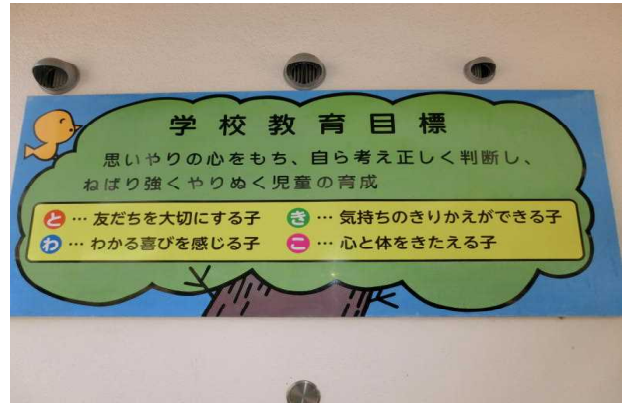 学校教育目標
思いやりの心をもち、自ら考え正しく判断し、
ねばり強くやりぬく児童の育成
と … 友だちを大切にする子
わ … わかる喜びを感じる子
き … 気持ちのきりかえができる子
こ … 心と体をきたえる子